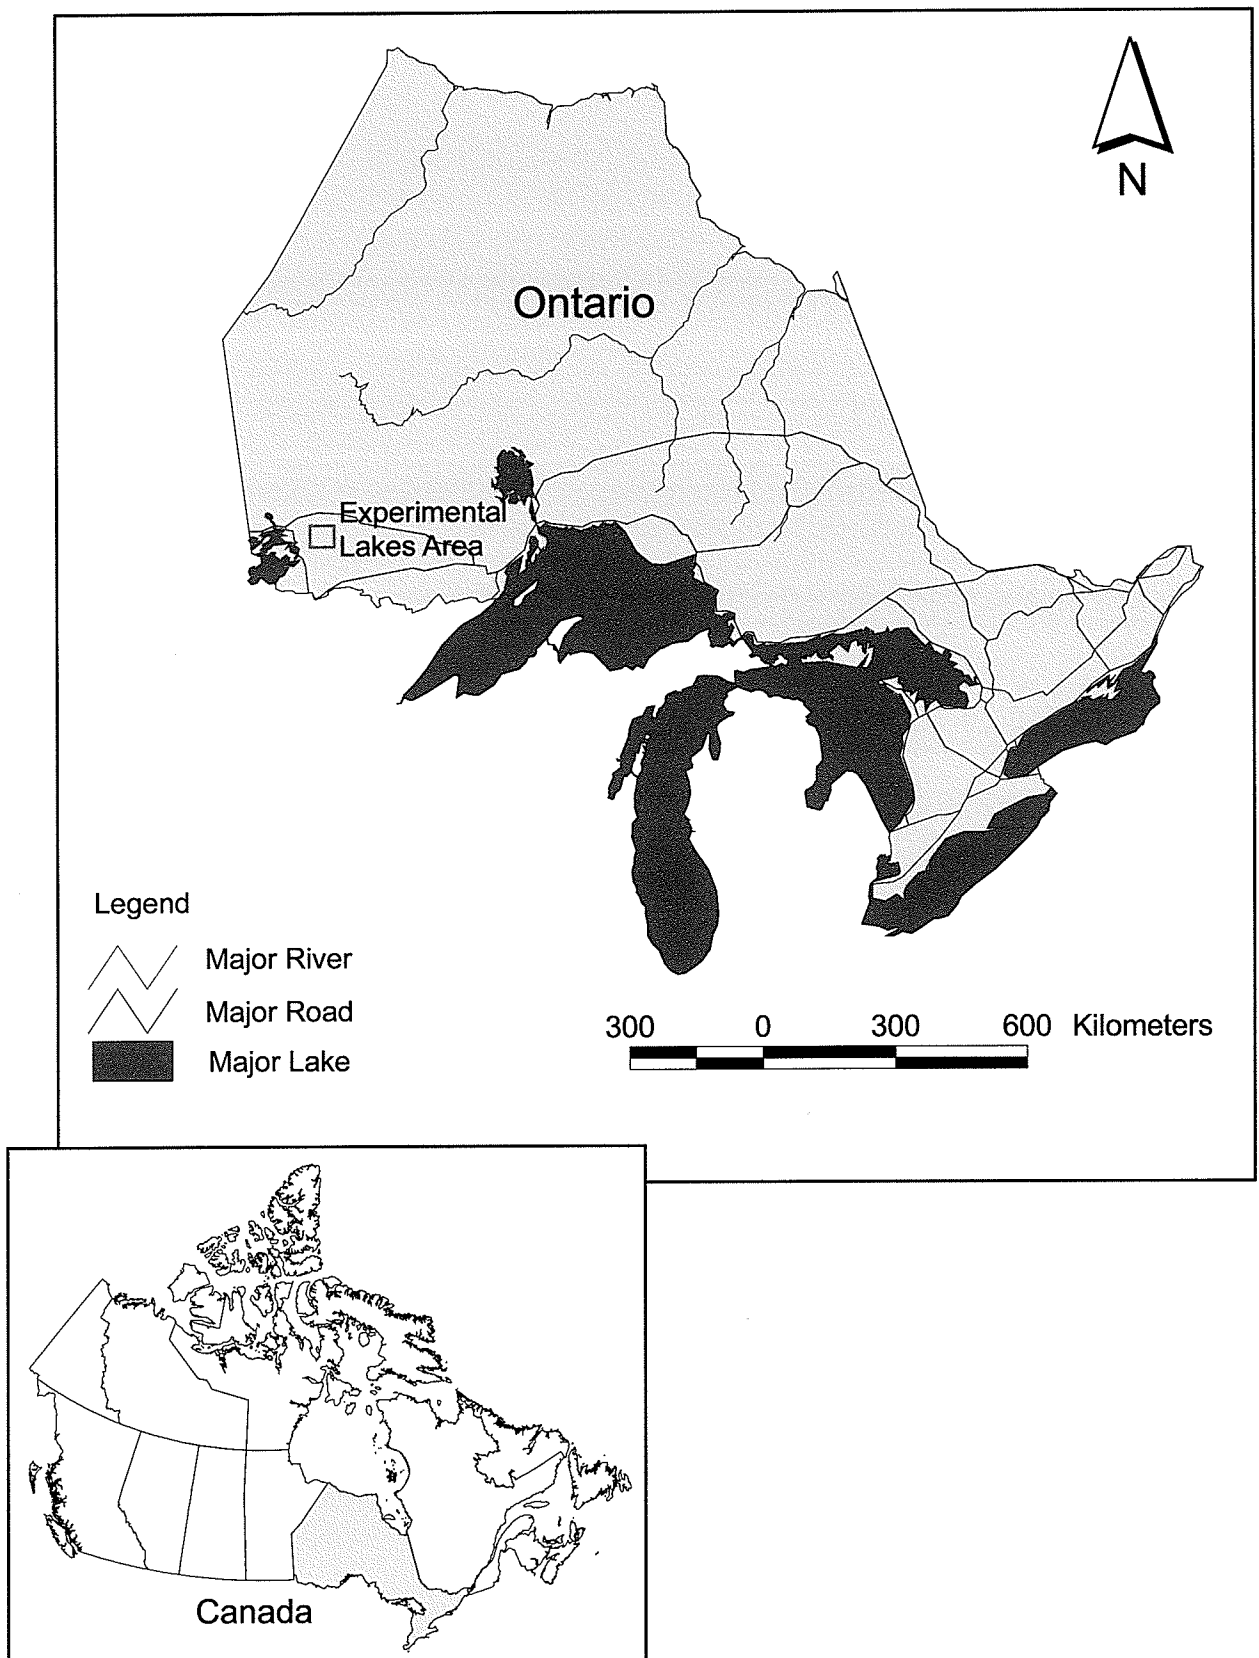 N
Ontario
Experimental
Lakes Area
Legend
Major River
Major Road
Major Lake
300 0 300 600 Kilometers
Canada